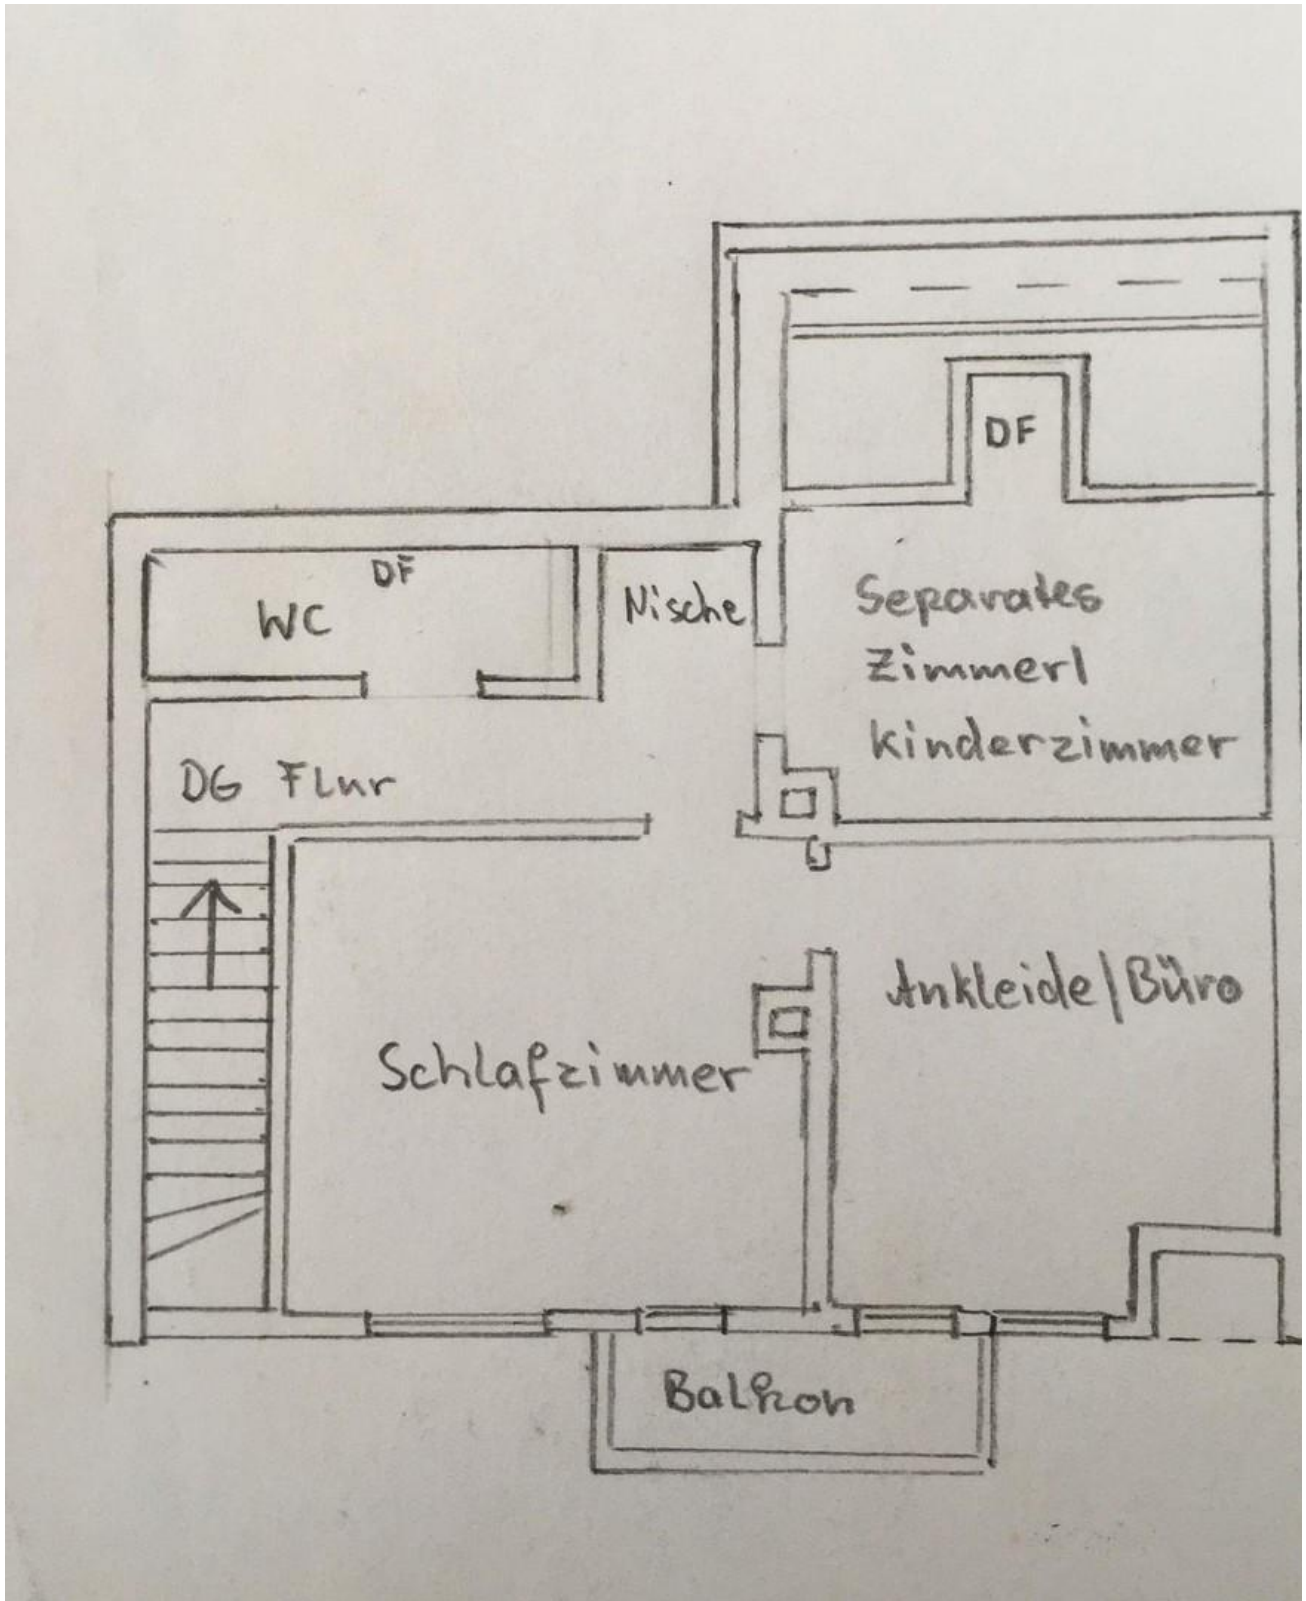 DF
DF
WC
Nische
Separates
Zimmerl
Kinderzimmer
DG Flur
Ankleide/Büro
Schlafzimmer
Balkon